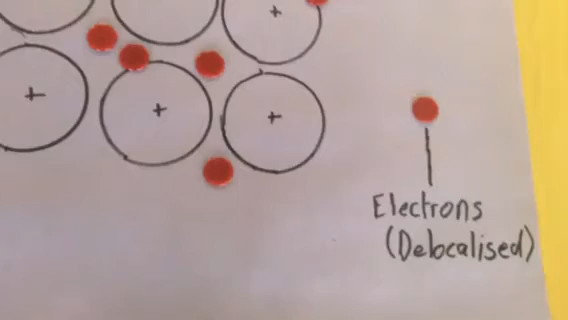 +
+ + +
Electrons
(Delocalised)